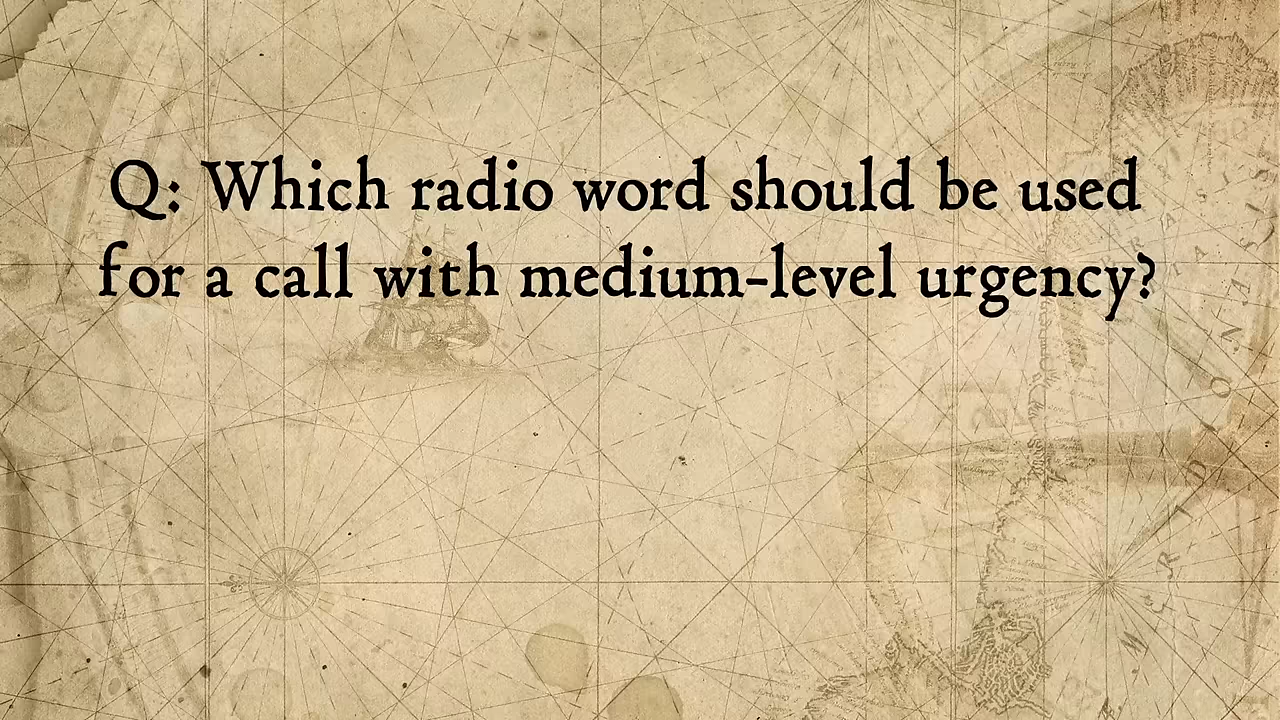 Q: Which radio word should be used
for a call with medium-level urgency?